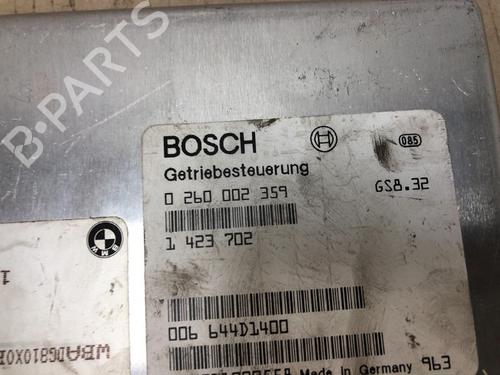 B-PARTS
BOSCH
085
Getriebesteuerung
0 260 002 359
GS8.32
1 423 702
BMW
006 644D1400
Made in Germany
963